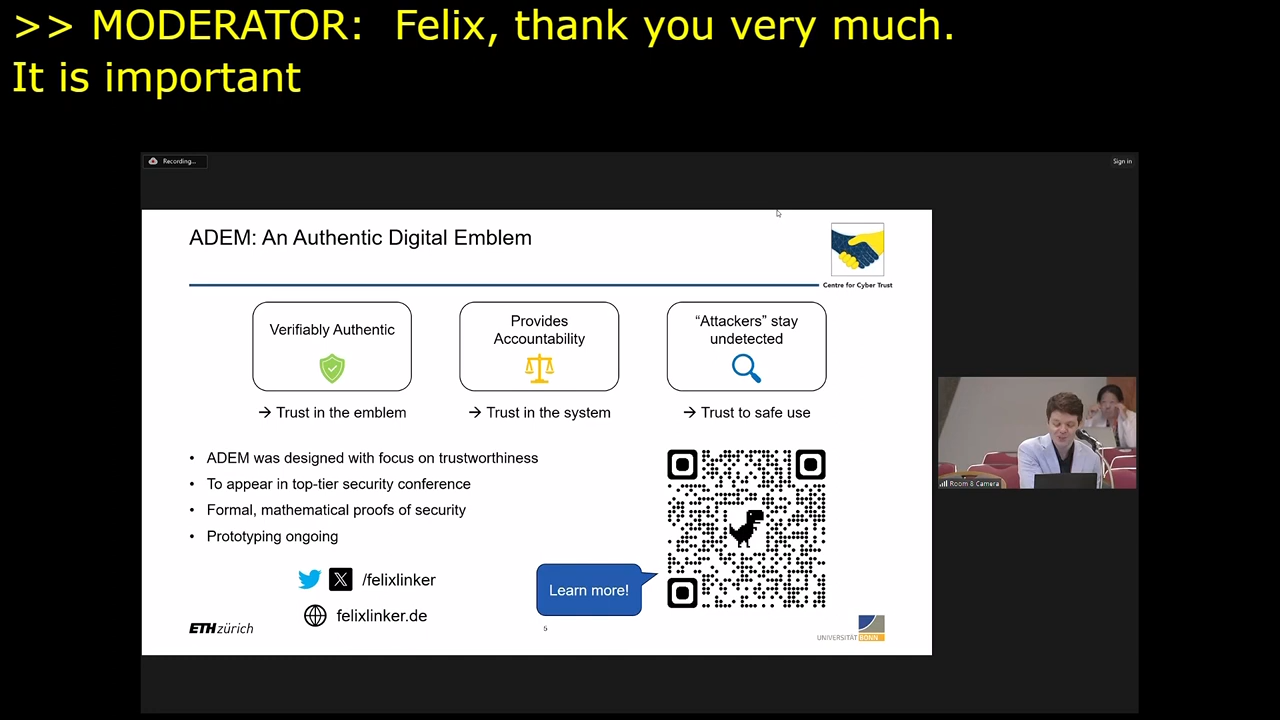 >> MODERATOR:  Felix, thank you very much.
It is important
Recording...
Sign in
ADEM: An Authentic Digital Emblem
Centre for Cyber Trust
Verifiably Authentic
Provides
Accountability
“Attackers” stay
undetected
→ Trust in the emblem
→ Trust in the system
→ Trust to safe use
• ADEM was designed with focus on trustworthiness
• To appear in top-tier security conference
• Formal, mathematical proofs of security
• Prototyping ongoing
/felixlinker
felixlinker.de
Learn more!
ETH zürich
5
UNIVERSITÄT BONN
Room 8 Camera